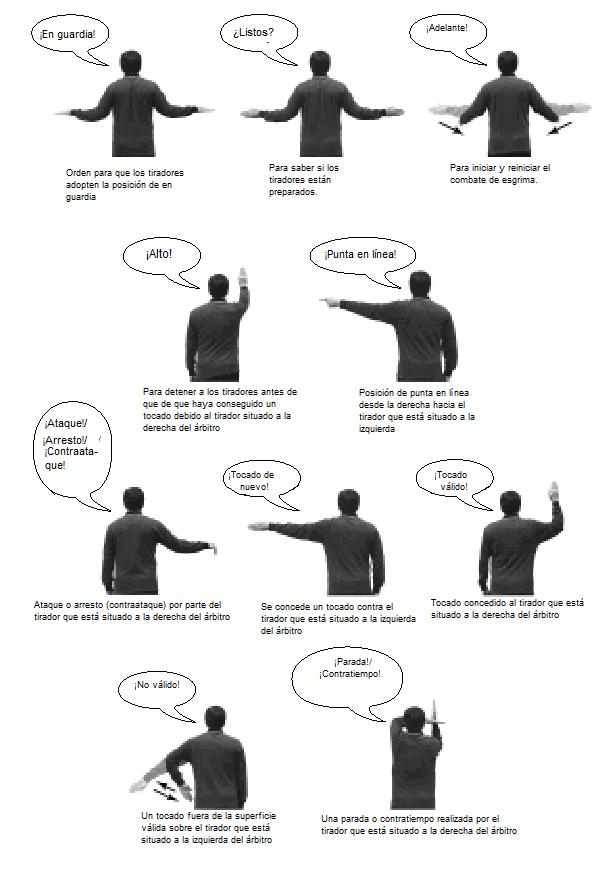 ¡En guardia!
¿Listos?
¡Adelante!
Orden para que los tiradores
adopten la posición de en
guardia
Para saber si los
tiradores están
preparados.
Para iniciar y reiniciar el
combate de esgrima.
¡Alto!
¡Punta en línea!
Para detener a los tiradores antes de
que de que haya conseguido un
tocado debido al tirador situado a la
derecha del árbitro
Posición de punta en línea
desde la derecha hacia el
tirador que está situado a la
izquierda
¡Ataque!/
¡Arresto!/ /
¡Contraata-
que!
¡Tocado de
nuevo!
¡Tocado
válido!
Ataque o arresto (contraataque) por parte del
tirador que está situado a la derecha del árbitro
Se concede un tocado contra el
tirador que está situado a la izquierda
del árbitro
Tocado concedido al tirador que está
situado a la derecha del árbitro
¡No válido!
¡Parada!/
¡Contratiempo!
Un tocado fuera de la superficie
válida sobre el tirador que está
situado a la izquierda del árbitro
Una parada o contratiempo realizada por el
tirador que está situado a la derecha del árbitro